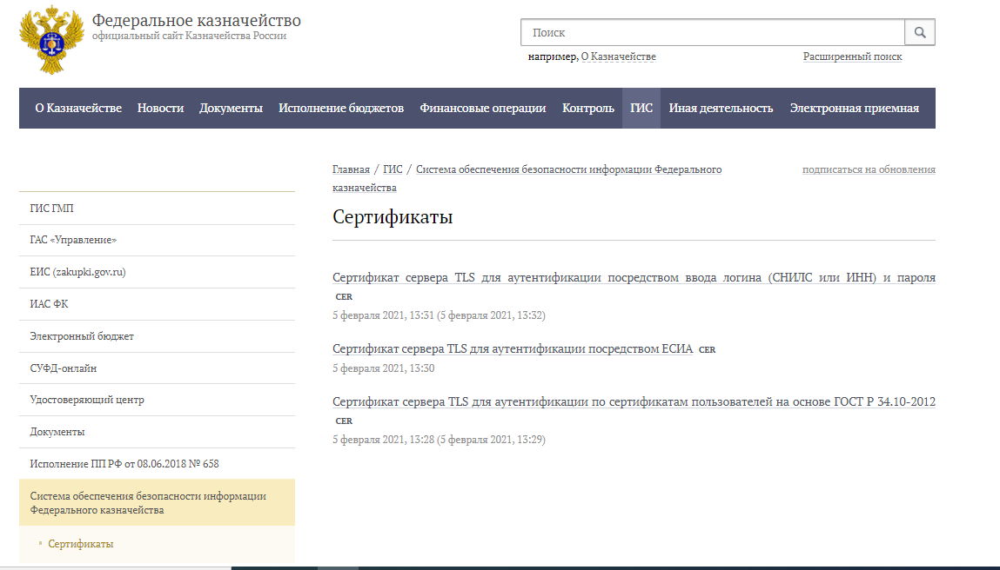 Федеральное казначейство
официальный сайт Казначейства России
Поиск
например, О Казначействе
Расширенный поиск
О Казначействе Новости Документы Исполнение бюджетов Финансовые операции Контроль ГИС Иная деятельность Электронная приемная
ГИС ГМП
ГАС «Управление»
ЕИС (zakupki.gov.ru)
ИАС ФК
Электронный бюджет
СУФД-онлайн
Удостоверяющий центр
Документы
Исполнение ПП РФ от 08.06.2018 № 658
Система обеспечения безопасности информации
Федерального казначейства
Сертификаты
Главная / ГИС / Система обеспечения безопасности информации Федерального
казначейства
подписаться на обновления
Сертификаты
Сертификат сервера TLS для аутентификации посредством ввода логина (СНИЛС или ИНН) и пароля
CER
5 февраля 2021, 13:31 (5 февраля 2021, 13:32)
Сертификат сервера TLS для аутентификации посредством ЕСИА CER
5 февраля 2021, 13:30
Сертификат сервера TLS для аутентификации по сертификатам пользователей на основе ГОСТ Р 34.10-2012
CER
5 февраля 2021, 13:28 (5 февраля 2021, 13:29)